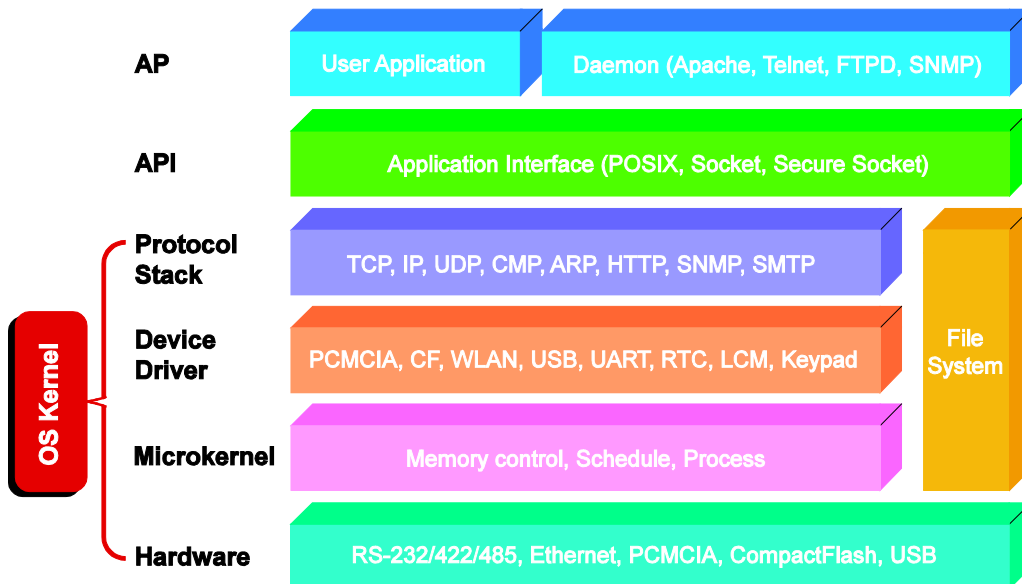 AP
User Application
Daemon (Apache, Telnet, FTPD, SNMP)
API
Application Interface (POSIX, Socket, Secure Socket)
Protocol
Stack
TCP, IP, UDP, CMP, ARP, HTTP, SNMP, SMTP
Device
Driver
PCMCIA, CF, WLAN, USB, UART, RTC, LCM, Keypad
File
System
OS Kernel
Microkernel
Memory control, Schedule, Process
Hardware
RS-232/422/485, Ethernet, PCMCIA, CompactFlash, USB